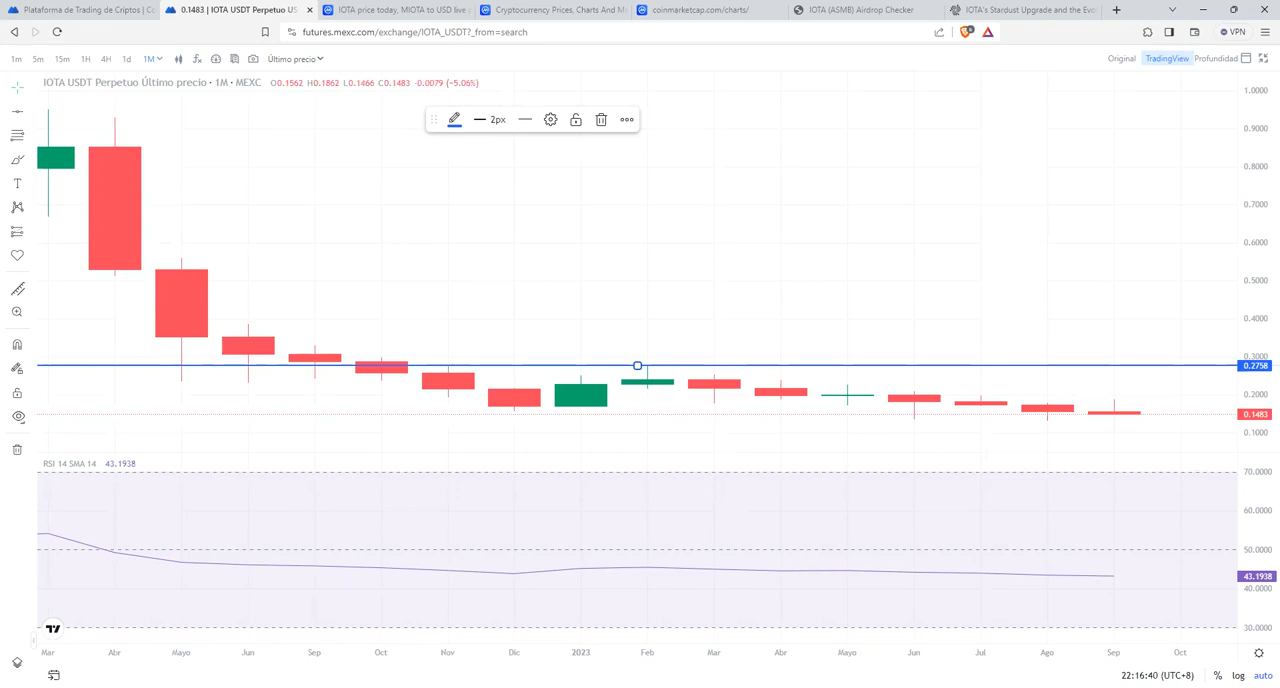 Plataforma de Trading de Criptos | Co
0.1483 | IOTA USDT Perpetuo US
IOTA price today, MIOTA to USD live
Cryptocurrency Prices, Charts And M
coinmarketcap.com/charts/
IOTA (ASMB) Airdrop Checker
IOTA's Stardust Upgrade and the Evo
futures.mexc.com/exchange/IOTA_USDT?_from=search
VPN
1m 5m 15m 1H 4H 1d 1M Último precio
Original TradingView Profundidad
IOTA USDT Perpetuo Último precio · 1M · MEXC O0.1562 H0.1862 L0.1466 C0.1483 -0.0079 (-5.06%)
2px
1.0000
0.9000
0.8000
0.7000
0.6000
0.5000
0.4000
0.3000
0.2758
0.2000
0.1483
0.1000
RSI 14 SMA 14 43.1938
70.0000
60.0000
50.0000
43.1938
40.0000
30.0000
Mar Abr Mayo Jun Sep Oct Nov Dic 2023 Feb Mar Abr Mayo Jun Jul Ago Sep Oct
22:16:40 (UTC+8) % log auto